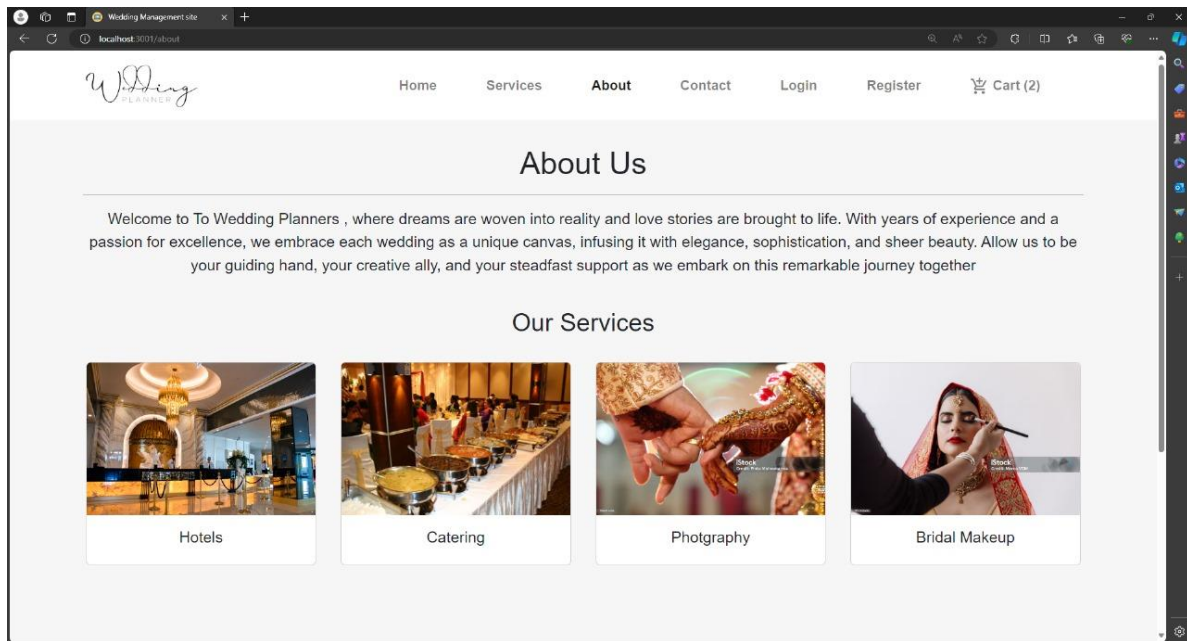 Wedding Management site
localhost:3001/about
Wedding
PLANNER
Home Services About Contact Login Register Cart (2)
About Us
Welcome to To Wedding Planners , where dreams are woven into reality and love stories are brought to life. With years of experience and a
passion for excellence, we embrace each wedding as a unique canvas, infusing it with elegance, sophistication, and sheer beauty. Allow us to be
your guiding hand, your creative ally, and your steadfast support as we embark on this remarkable journey together
Our Services
iStock
iStock
Hotels Catering Photgraphy Bridal Makeup